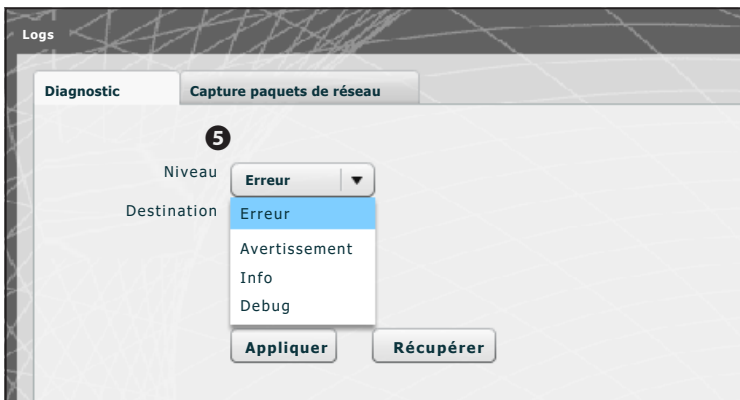 Logs
Diagnostic
Capture paquets de réseau
5
Niveau
Erreur
Destination
Erreur
Avertissement
Info
Debug
Appliquer
Récupérer